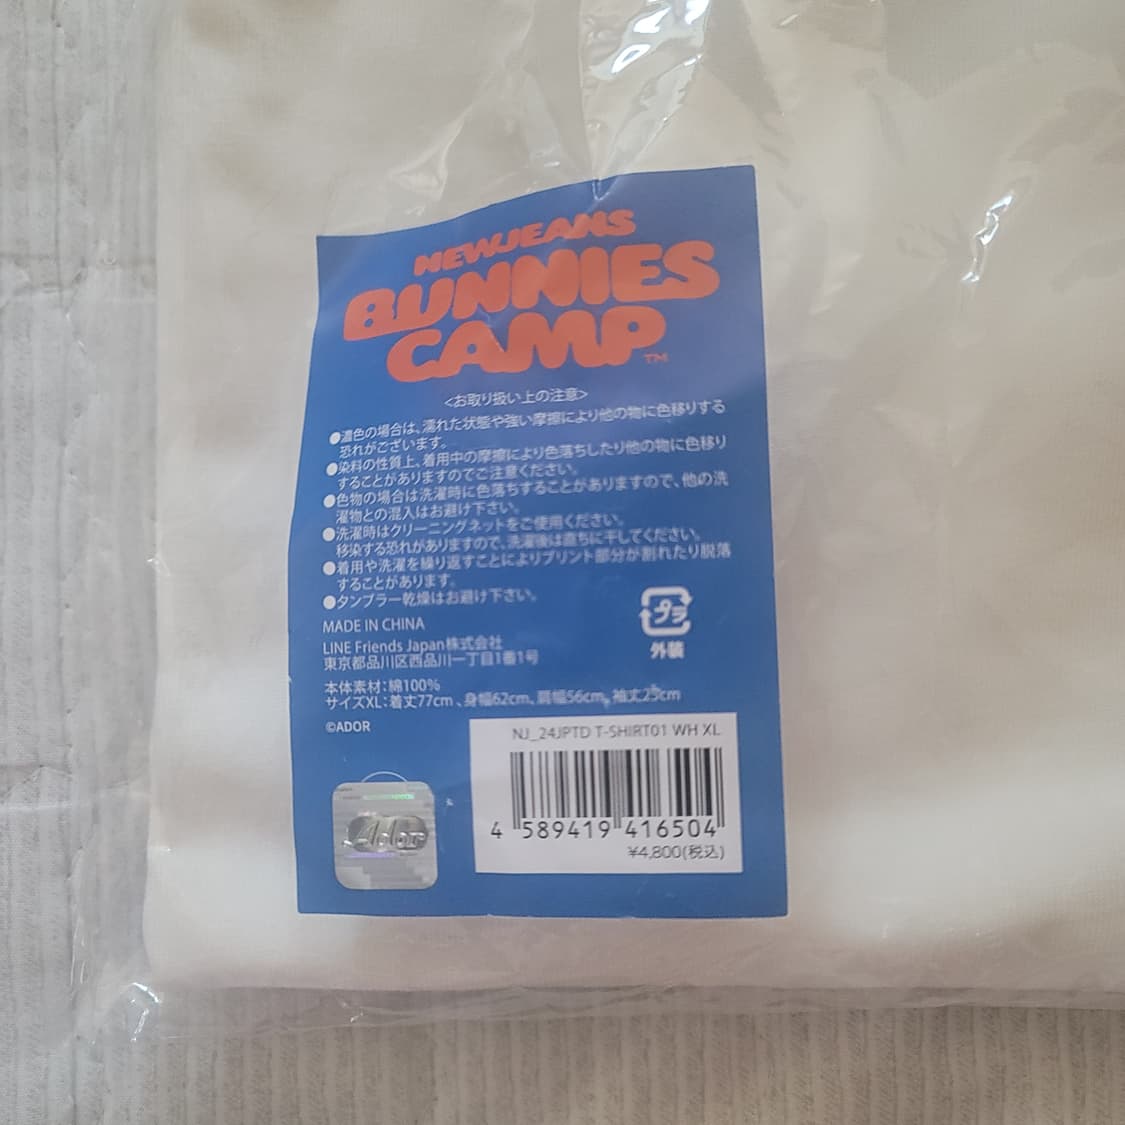 NEWJEANS
BUNNIES
CAMP™
<お取り扱い上の注意>
●濃色の場合は、濡れた状態や強い摩擦により他の物に色移りする
恐れがございます。
●染料の性質上、着用中の摩擦により色落ちしたり他の物に色移り
することがありますのでご注意ください。
●色物の場合は洗濯時に色落ちすることがありますので、他の洗
濯物との混入はお避け下さい。
●洗濯時はクリーニングネットをご使用ください。
移染する恐れがありますので、洗濯後は直ちに干してください。
●着用や洗濯を繰り返すことによりプリント部分が割れたり脱落
することがあります。
●タンブラー乾燥はお避け下さい。
プラ
外装
MADE IN CHINA
LINE Friends Japan株式会社
東京都品川区西品川一丁目1番1号
本体素材：綿100%
サイズXL：着丈77cm、身幅62cm、肩幅56cm、袖丈25cm
©ADOR
NJ_24JPTD T-SHIRT01 WH XL
4 589419 416504
¥4,800(税込)
Ador